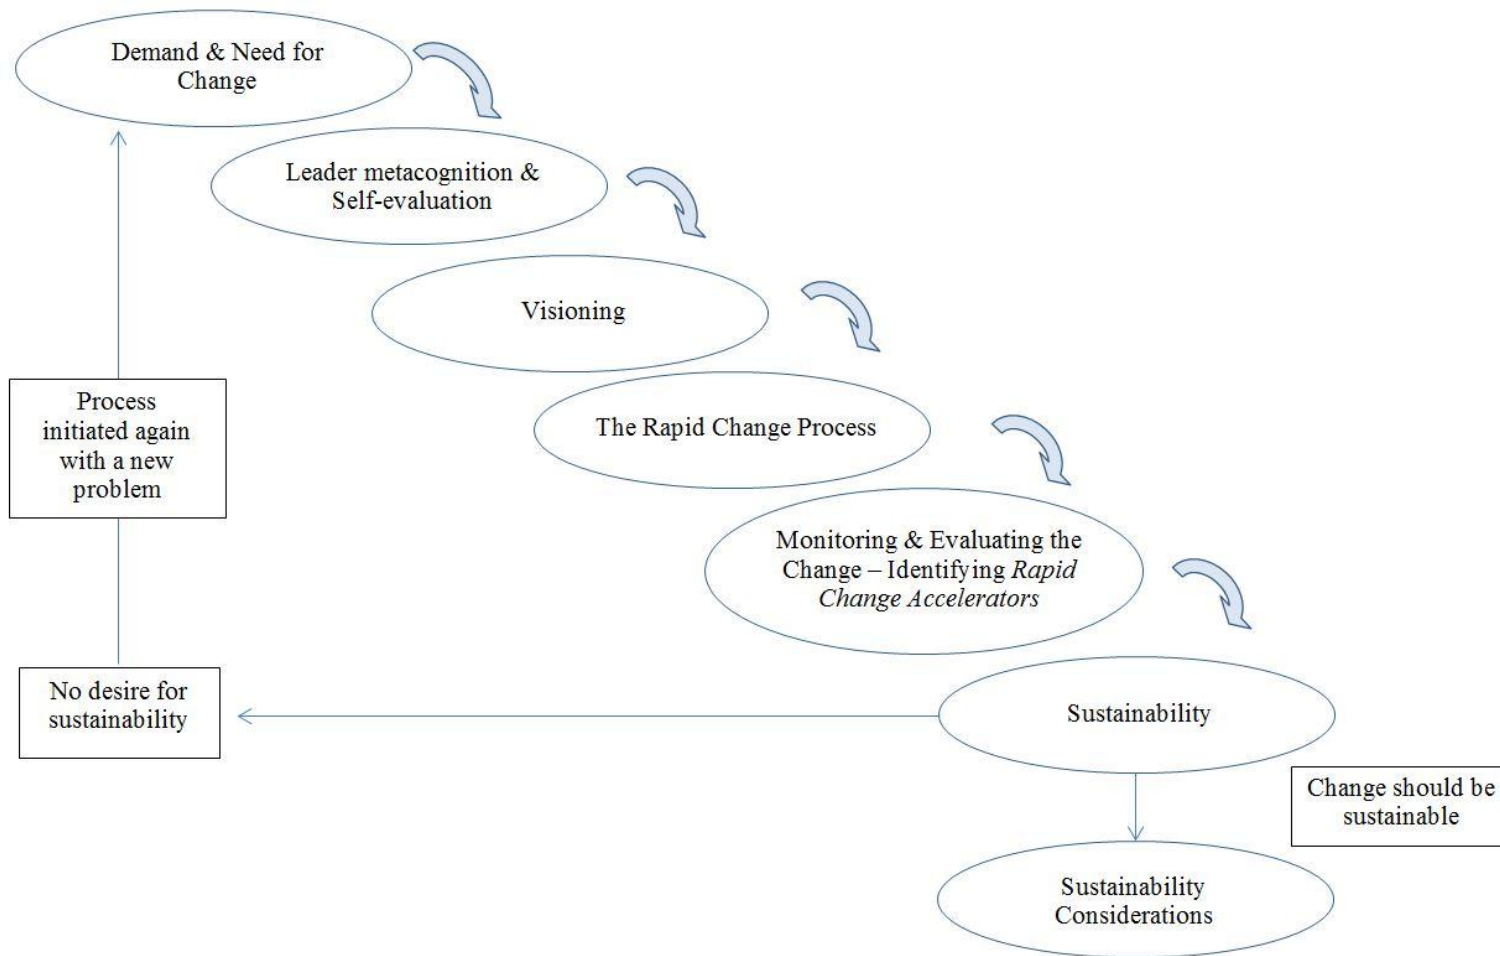 Demand & Need for
Change
Leader metacognition &
Self-evaluation
Visioning
The Rapid Change Process
Process
initiated again
with a new
problem
Monitoring & Evaluating the
Change – Identifying Rapid
Change Accelerators
No desire for
sustainability
Sustainability
Change should be
sustainable
Sustainability
Considerations